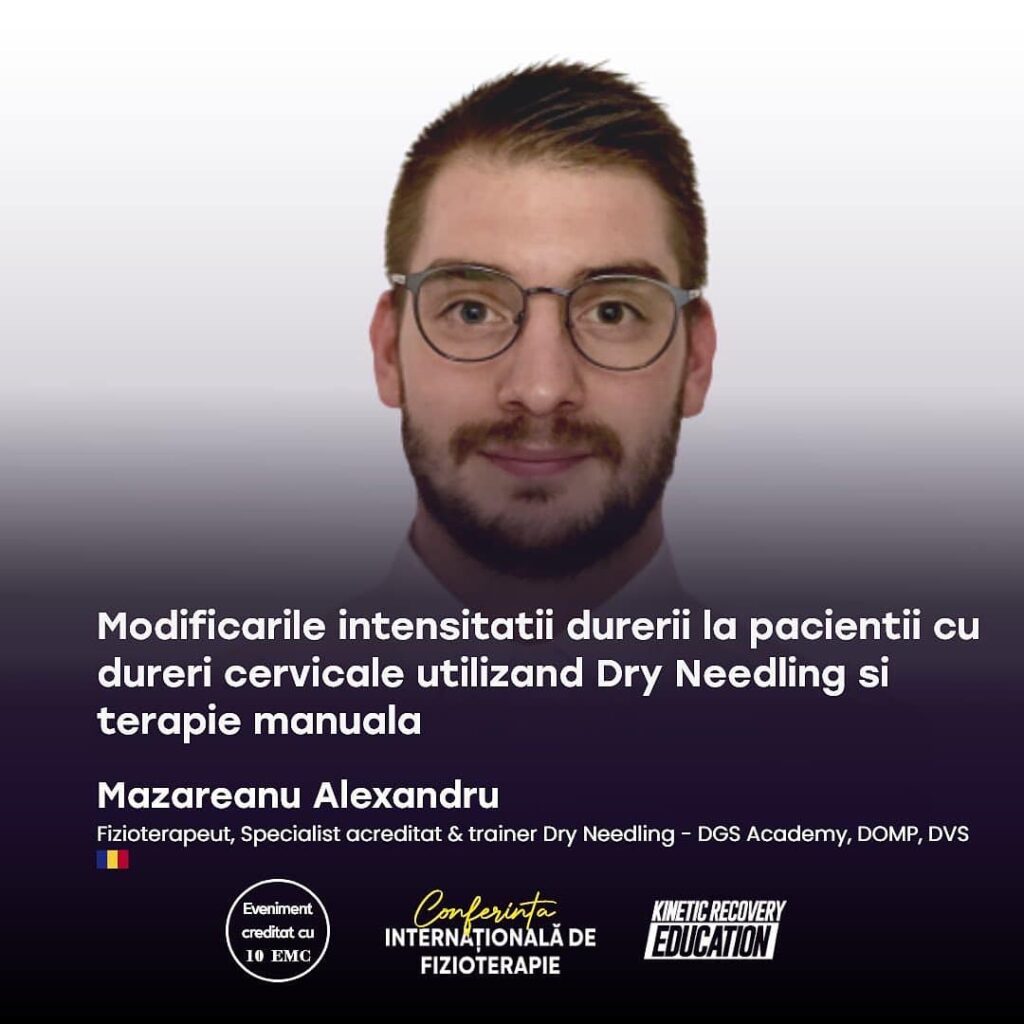 Modificarile intensitatii durerii la pacientii cu
dureri cervicale utilizand Dry Needling si
terapie manuala
Mazareanu Alexandru
Fizioterapeut, Specialist acreditat & trainer Dry Needling - DGS Academy, DOMP, DVS
Eveniment
creditat cu
10 EMC
Conferinta
INTERNAȚIONALĂ DE
FIZIOTERAPIE
KINETIC RECOVERY
EDUCATION